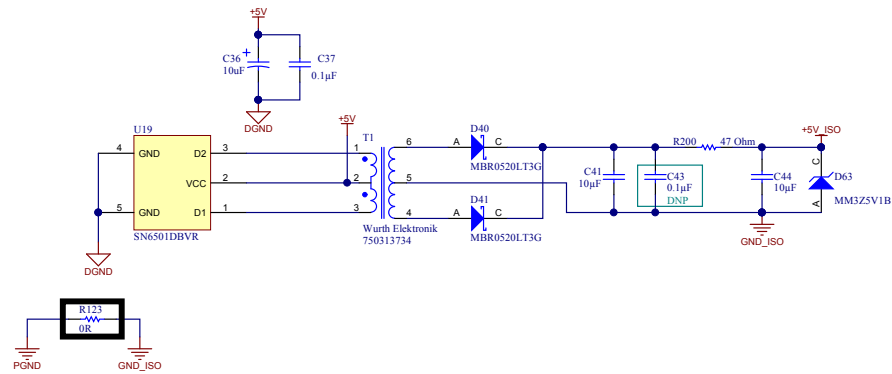 +5V
C36
10uF
C37
0.1µF
DGND
U19
4
GND
D2
3
VCC
2
5
GND
D1
1
SN6501DBVR
DGND
+5V
T1
1
2
3
6
5
4
Wurth Elektronik
750313734
D40
A
C
MBR0520LT3G
D41
A
C
MBR0520LT3G
C41
10µF
C43
0.1µF
DNP
R200
47 Ohm
C44
10µF
+5V_ISO
C
D63
A
MM3Z5V1B
GND_ISO
R123
0R
PGND
GND_ISO